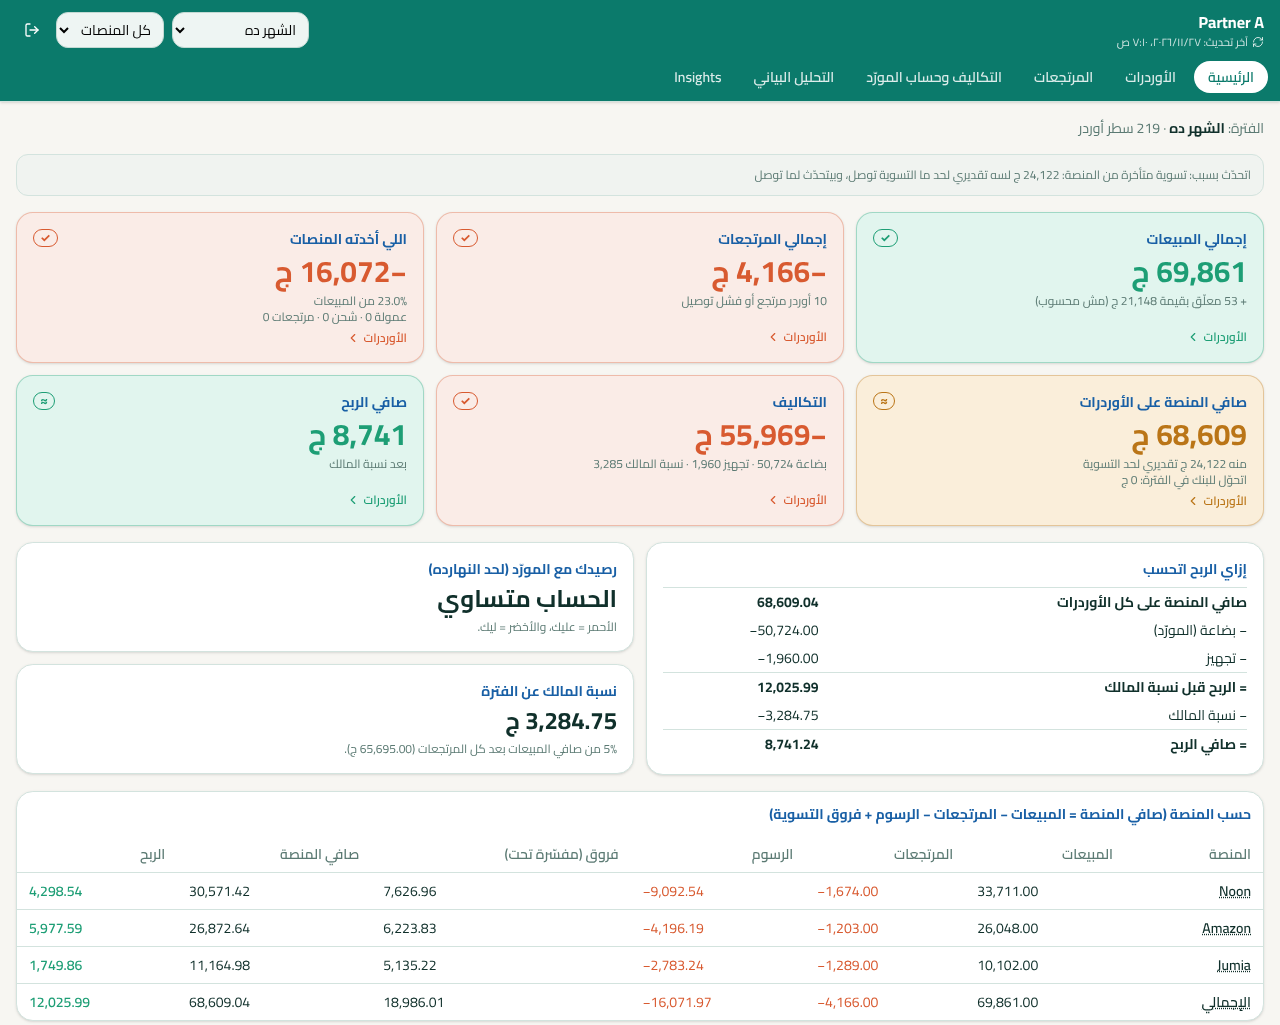 Partner A
آخر تحديث: ٢٠٢٦/١١/٢٧، ٧:١٠ ص
الشهر ده
كل المنصات
الرئيسية
الأوردرات
المرتجعات
التكاليف وحساب المورّد
التحليل البياني
Insights
الفترة: الشهر ده · 219 سطر أوردر
اتحدّث بسبب: تسوية متأخرة من المنصة: 24,122 ج لسه تقديري لحد ما التسوية توصل، وبيتحدّث لما توصل
إجمالي المبيعات ✓
69,861 ج
+ 53 معلّق بقيمة 21,148 ج (مش محسوب)
الأوردرات
إجمالي المرتجعات ✓
−4,166 ج
10 أوردر مرتجع أو فشل توصيل
الأوردرات
اللي أخدته المنصات ✓
−16,072 ج
23.0% من المبيعات
عمولة 0 · شحن 0 · مرتجعات 0
الأوردرات
صافي المنصة على الأوردرات ≈
68,609 ج
منه 24,122 ج تقديري لحد التسوية
اتحوّل للبنك في الفترة: 0 ج
الأوردرات
التكاليف ✓
−55,969 ج
بضاعة 50,724 · تجهيز 1,960 · نسبة المالك 3,285
الأوردرات
صافي الربح ≈
8,741 ج
بعد نسبة المالك
الأوردرات
إزاي الربح اتحسب
صافي المنصة على كل الأوردرات 68,609.04
− بضاعة (المورّد) −50,724.00
− تجهيز −1,960.00
= الربح قبل نسبة المالك 12,025.99
− نسبة المالك −3,284.75
= صافي الربح 8,741.24
رصيدك مع المورّد (لحد النهارده)
الحساب متساوي
الأحمر = عليك، والأخضر = ليك.
نسبة المالك عن الفترة
3,284.75 ج
5% من صافي المبيعات بعد كل المرتجعات (65,695.00 ج).
حسب المنصة (صافي المنصة = المبيعات − المرتجعات − الرسوم + فروق التسوية)
المنصة المبيعات المرتجعات الرسوم فروق (مفسّرة تحت) صافي المنصة الربح
Noon 33,711.00 −1,674.00 −9,092.54 7,626.96 30,571.42 4,298.54
Amazon 26,048.00 −1,203.00 −4,196.19 6,223.83 26,872.64 5,977.59
Jumia 10,102.00 −1,289.00 −2,783.24 5,135.22 11,164.98 1,749.86
الإجمالي 69,861.00 −4,166.00 −16,071.97 18,986.01 68,609.04 12,025.99